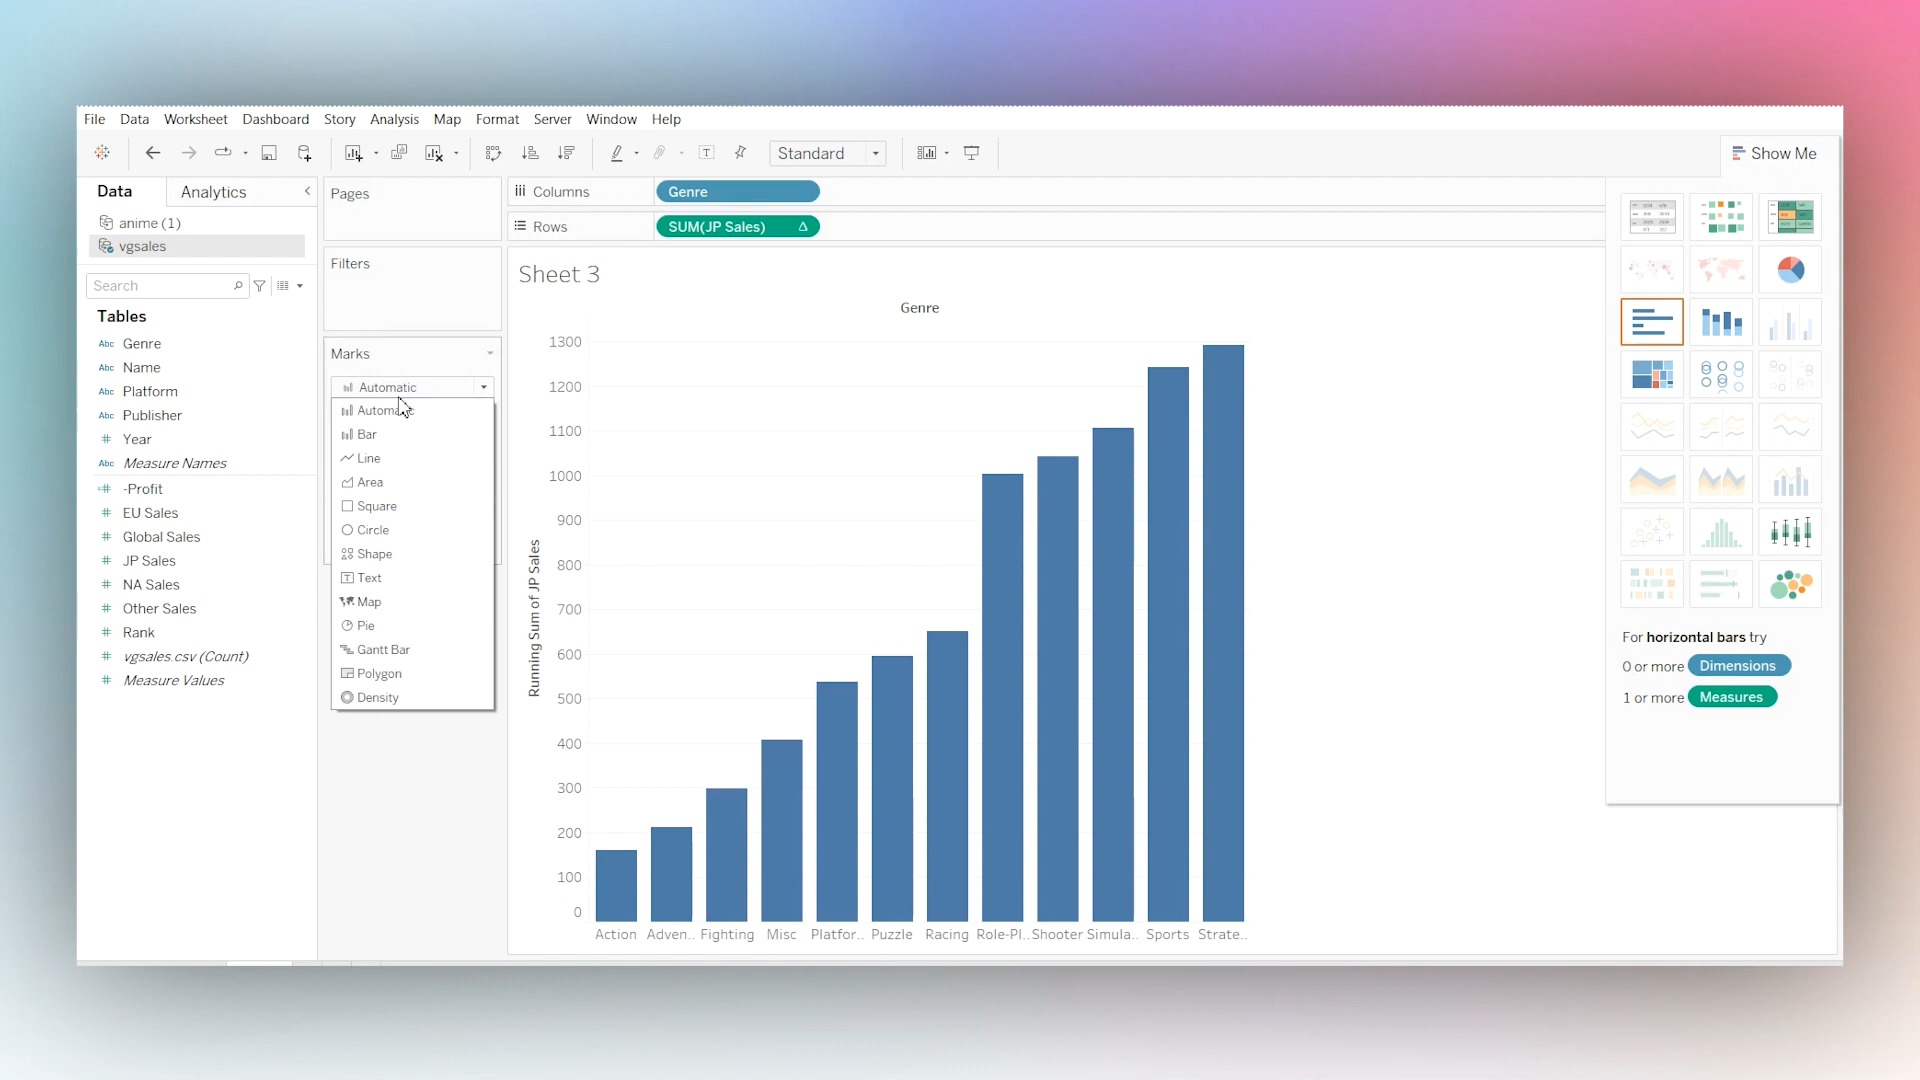 File Data Worksheet Dashboard Story Analysis Map Format Server Window Help
Standard
Show Me
Data
Analytics
anime (1)
vgsales
Search
Tables
Abc Genre
Abc Name
Abc Platform
Abc Publisher
# Year
Abc Measure Names
=# -Profit
# EU Sales
# Global Sales
# JP Sales
# NA Sales
# Other Sales
# Rank
# vgsales.csv (Count)
# Measure Values
Pages
Filters
Marks
Automatic
Automatic
Bar
Line
Area
Square
Circle
Shape
Text
Map
Pie
Gantt Bar
Polygon
Density
Columns
Genre
Rows
SUM(JP Sales) Δ
Sheet 3
Genre
Running Sum of JP Sales
1300
1200
1100
1000
900
800
700
600
500
400
300
200
100
0
Action Adven.. Fighting Misc Platfor.. Puzzle Racing Role-Pl.. Shooter Simula.. Sports Strate..
For horizontal bars try
0 or more Dimensions
1 or more Measures